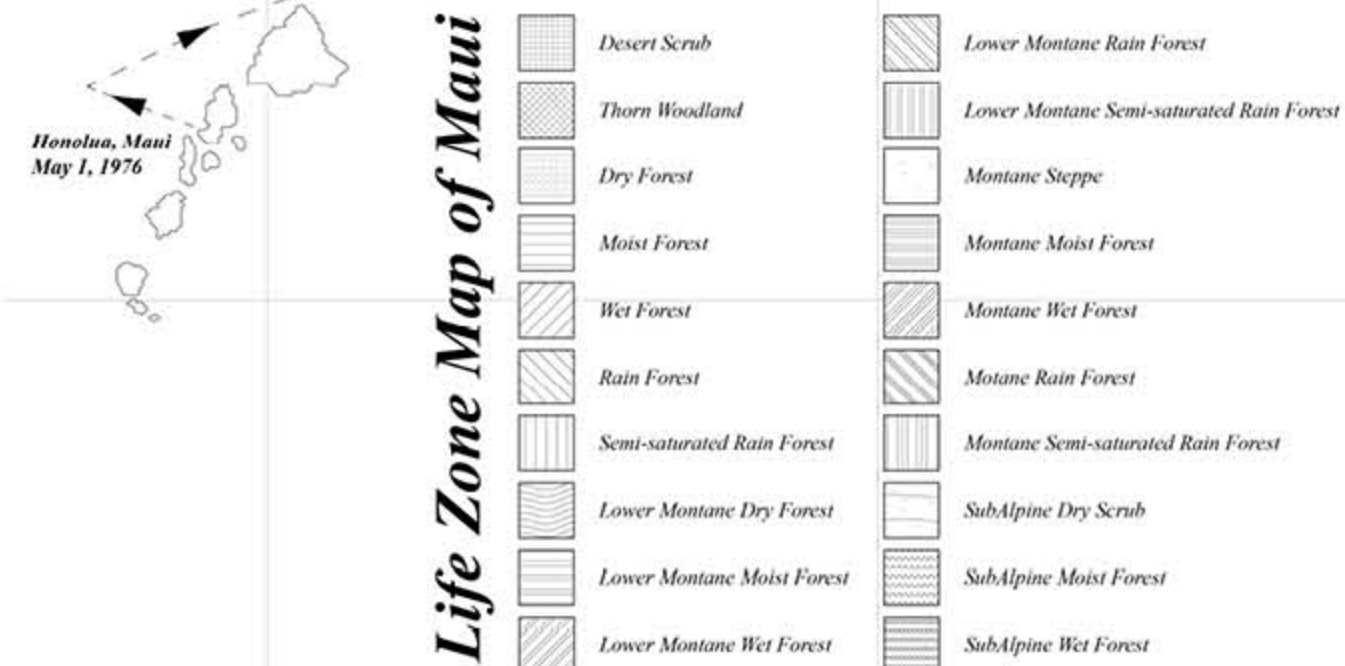 Honolua, Maui
May 1, 1976
Life Zone Map of Maui
Desert Scrub
Thorn Woodland
Dry Forest
Moist Forest
Wet Forest
Rain Forest
Semi-saturated Rain Forest
Lower Montane Dry Forest
Lower Montane Moist Forest
Lower Montane Wet Forest
Lower Montane Rain Forest
Lower Montane Semi-saturated Rain Forest
Montane Steppe
Montane Moist Forest
Montane Wet Forest
Motane Rain Forest
Montane Semi-saturated Rain Forest
SubAlpine Dry Scrub
SubAlpine Moist Forest
SubAlpine Wet Forest